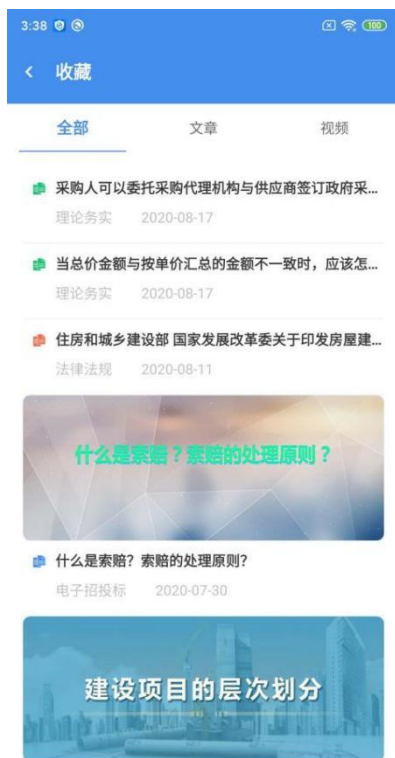 3:38
100
收藏
全部 文章 视频
采购人可以委托采购代理机构与供应商签订政府采...
理论务实 2020-08-17
当总价金额与按单价汇总的金额不一致时，应该怎...
理论务实 2020-08-17
住房和城乡建设部 国家发展改革委关于印发房屋建...
法律法规 2020-08-11
什么是索赔？索赔的处理原则？
什么是索赔？索赔的处理原则？
电子招投标 2020-07-30
建设项目的层次划分